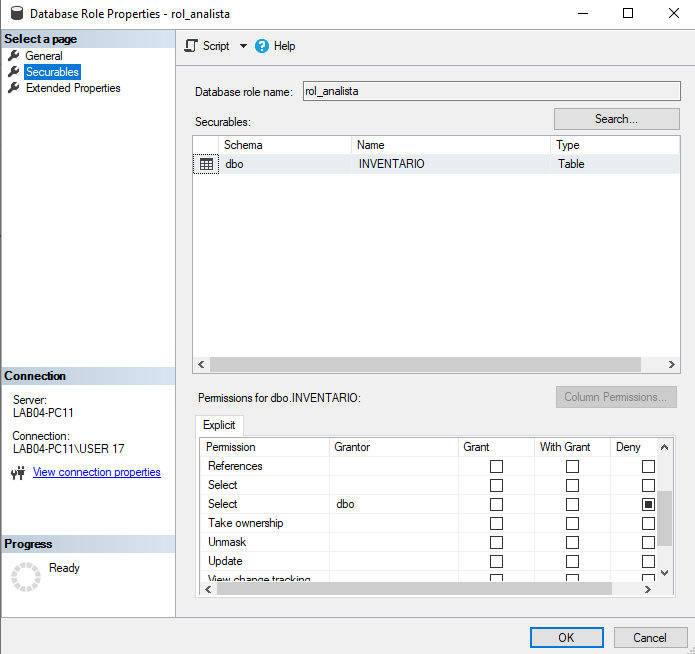 Database Role Properties - rol_analista
Select a page
General
Securables
Extended Properties
Script
Help
Database role name: rol_analista
Securables:
Search...
Schema Name Type
dbo INVENTARIO Table
Connection
Server:
LAB04-PC11
Connection:
LAB04-PC11\USER 17
View connection properties
Progress
Ready
Permissions for dbo.INVENTARIO:
Column Permissions...
Explicit
Permission Grantor Grant With Grant Deny
References
Select
Select dbo
Take ownership
Unmask
Update
View change tracking
OK Cancel